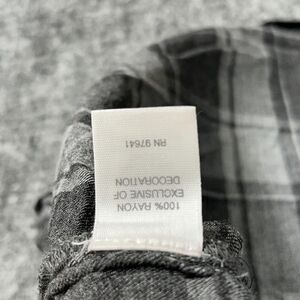 100% RAYON
EXCLUSIVE OF
DECORATION
RN 97641